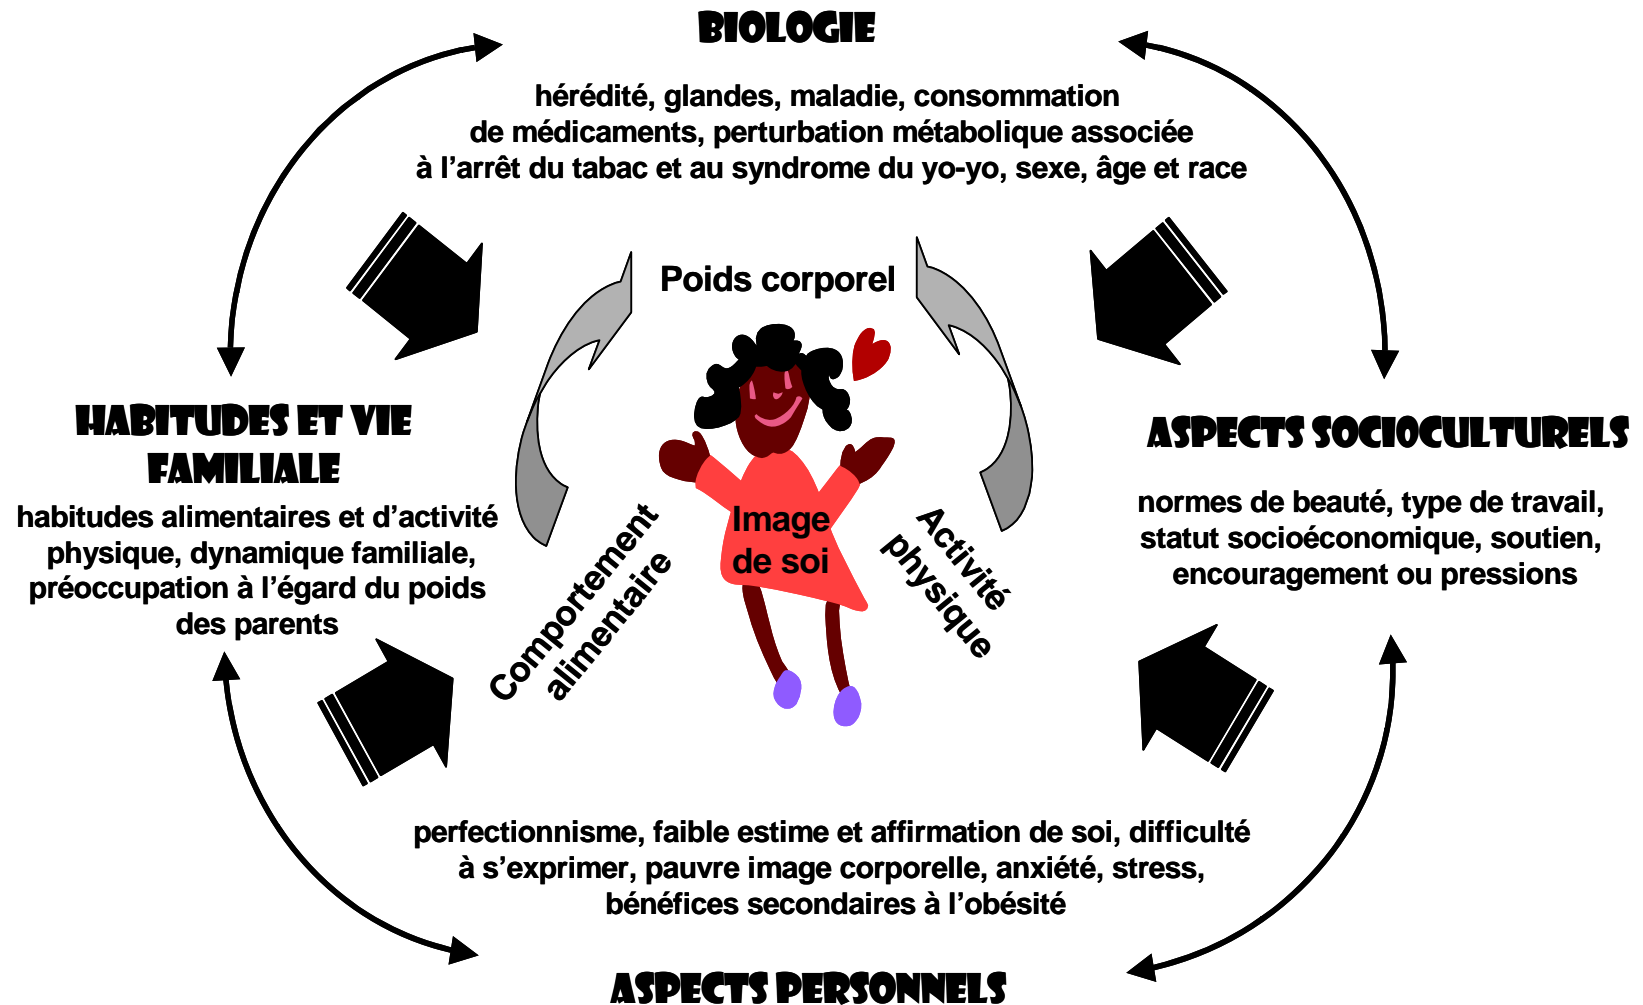 BIOLOGIE
hérédité, glandes, maladie, consommation
de médicaments, perturbation métabolique associée
à l’arrêt du tabac et au syndrome du yo-yo, sexe, âge et race
Poids corporel
HABITUDES ET VIE
FAMILIALE
habitudes alimentaires et d’activité
physique, dynamique familiale,
préoccupation à l’égard du poids
des parents
Comportement
alimentaire
Image
de soi
Activité
physique
ASPECTS SOCIOCULTURELS
normes de beauté, type de travail,
statut socioéconomique, soutien,
encouragement ou pressions
perfectionnisme, faible estime et affirmation de soi, difficulté
à s’exprimer, pauvre image corporelle, anxiété, stress,
bénéfices secondaires à l’obésité
ASPECTS PERSONNELS